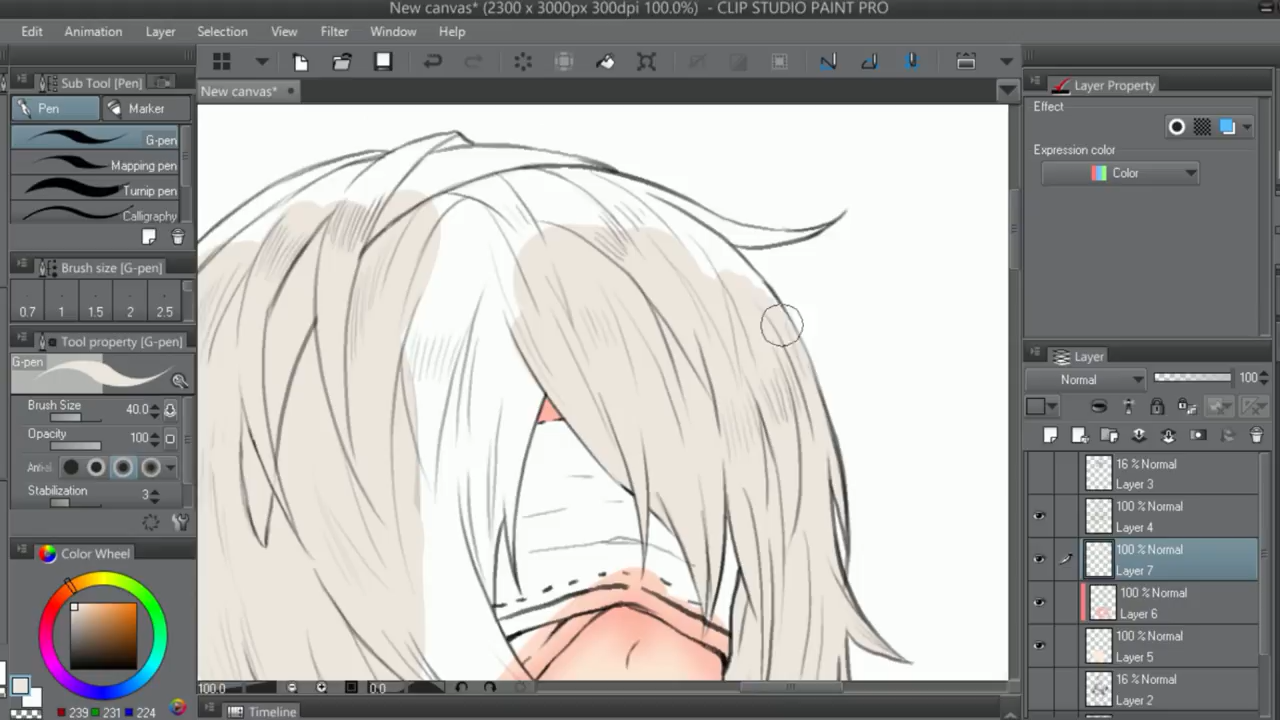 New canvas* (2300 x 3000px 300dpi 100.0%) - CLIP STUDIO PAINT PRO
Edit Animation Layer Selection View Filter Window Help
Sub Tool [Pen]
Pen Marker
G-pen
Mapping pen
Turnip pen
Calligraphy
Brush size [G-pen]
0.7 1 1.5 2 2.5
Tool property [G-pen]
G-pen
Brush Size 40.0
Opacity 100
Anti-al
Stabilization 3
Color Wheel
239 231 224
New canvas*
100.0
0.0
Timeline
Layer Property
Effect
Expression color
Color
Layer
Normal 100
16 % Normal
Layer 3
100 % Normal
Layer 4
100 % Normal
Layer 7
100 % Normal
Layer 6
100 % Normal
Layer 5
16 % Normal
Layer 2